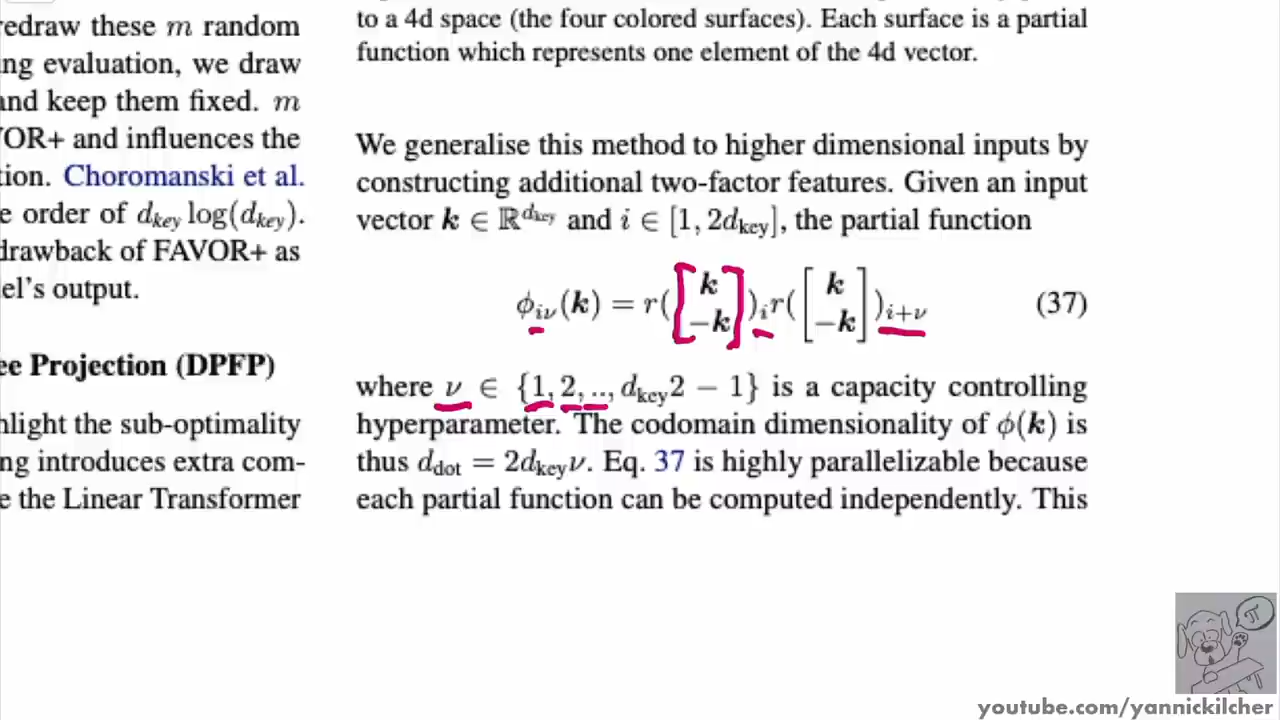 redraw these m random
ng evaluation, we draw
and keep them fixed. m
VOR+ and influences the
tion. Choromanski et al.
e order of d_key log(d_key).
drawback of FAVOR+ as
el's output.
ee Projection (DPFP)
hlight the sub-optimality
ng introduces extra com-
e the Linear Transformer
to a 4d space (the four colored surfaces). Each surface is a partial
function which represents one element of the 4d vector.
We generalise this method to higher dimensional inputs by
constructing additional two-factor features. Given an input
vector k ∈ ℝ^{d_key} and i ∈ [1, 2d_key], the partial function
ϕ_{iν}(k) = r([k −k])_i r([k −k])_{i+ν} (37)
where ν ∈ {1, 2, .., d_key2 − 1} is a capacity controlling
hyperparameter. The codomain dimensionality of ϕ(k) is
thus d_dot = 2d_keyν. Eq. 37 is highly parallelizable because
each partial function can be computed independently. This
π
youtube.com/yannickilcher